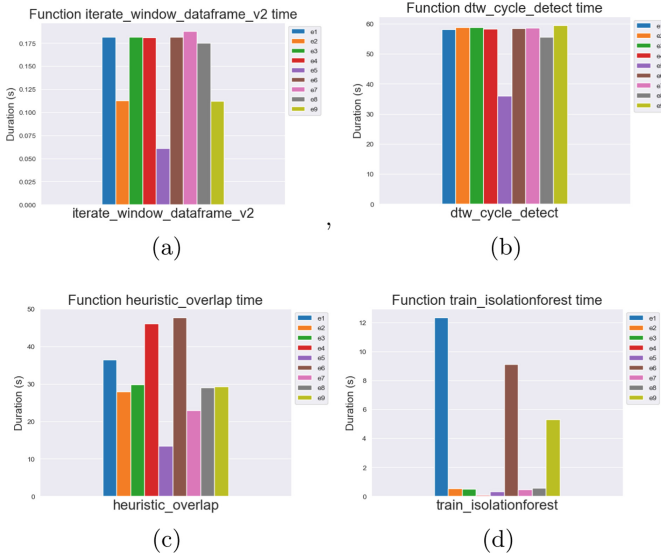 Function iterate_window_dataframe_v2 time
Duration (s)
0.175
0.150
0.125
0.100
0.075
0.050
0.025
0.000
iterate_window_dataframe_v2
e1
e2
e3
e4
e5
e6
e7
e8
e9
(a)
,
Function dtw_cycle_detect time
Duration (s)
60
50
40
30
20
10
0
dtw_cycle_detect
(b)
Function heuristic_overlap time
Duration (s)
50
40
30
20
10
0
heuristic_overlap
e1
e2
e3
e4
e5
e6
e7
e8
e9
(c)
Function train_isolationforest time
Duration (s)
12
10
8
6
4
2
0
train_isolationforest
e1
e2
e3
e4
e5
e6
e7
e8
e9
(d)